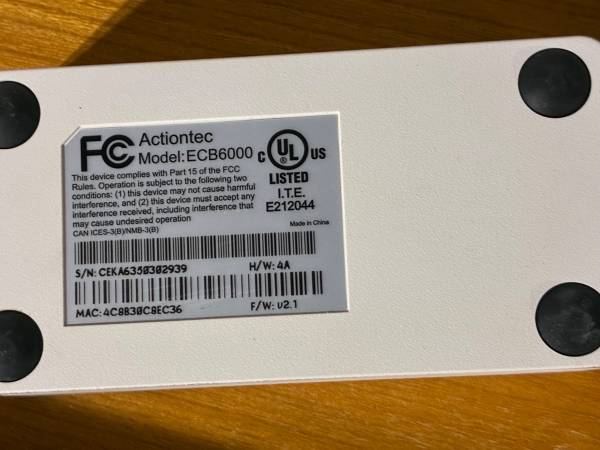 FCC Actiontec
Model:ECB6000
This device complies with Part 15 of the FCC
Rules. Operation is subject to the following two
conditions: (1) this device may not cause harmful
interference, and (2) this device must accept any
interference received, including interference that
may cause undesired operation
CAN ICES-3(B)/NMB-3(B)
C UL US
LISTED
I.T.E.
E212044
Made in China
S/N: CEKA6350302939
H/W: 4A
MAC: 4C8B30C8EC36
F/W: v2.1